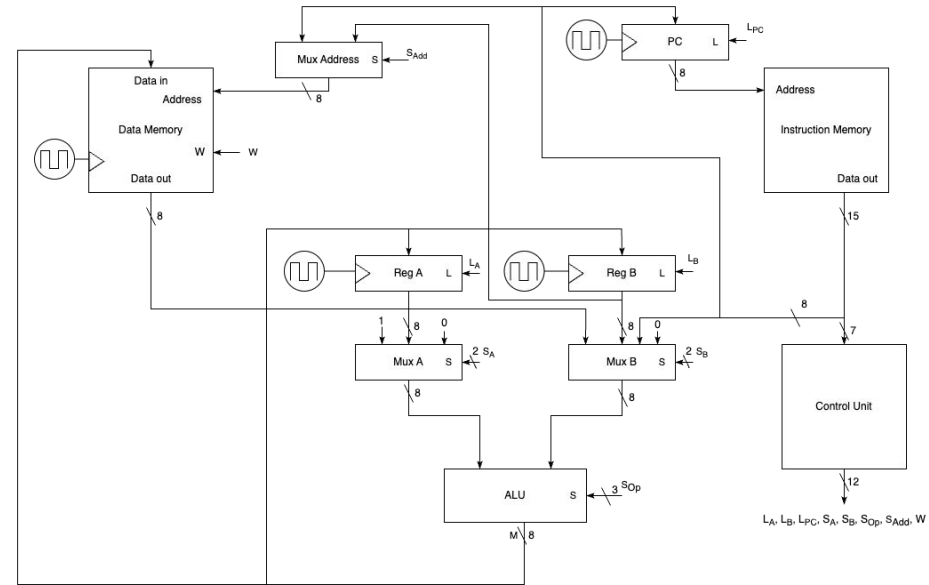 L_PC
PC
L
Mux Address
S
S_Add
8
8
Data in
Address
Data Memory
W
W
Data out
8
Address
Instruction Memory
Data out
15
Reg A
L
L_A
Reg B
L
L_B
8
1
8
0
8
0
7
Mux A
S
2
S_A
Mux B
S
2
S_B
8
8
Control Unit
ALU
S
3
S_Op
12
M
8
L_A, L_B, L_PC, S_A, S_B, S_Op, S_Add, W